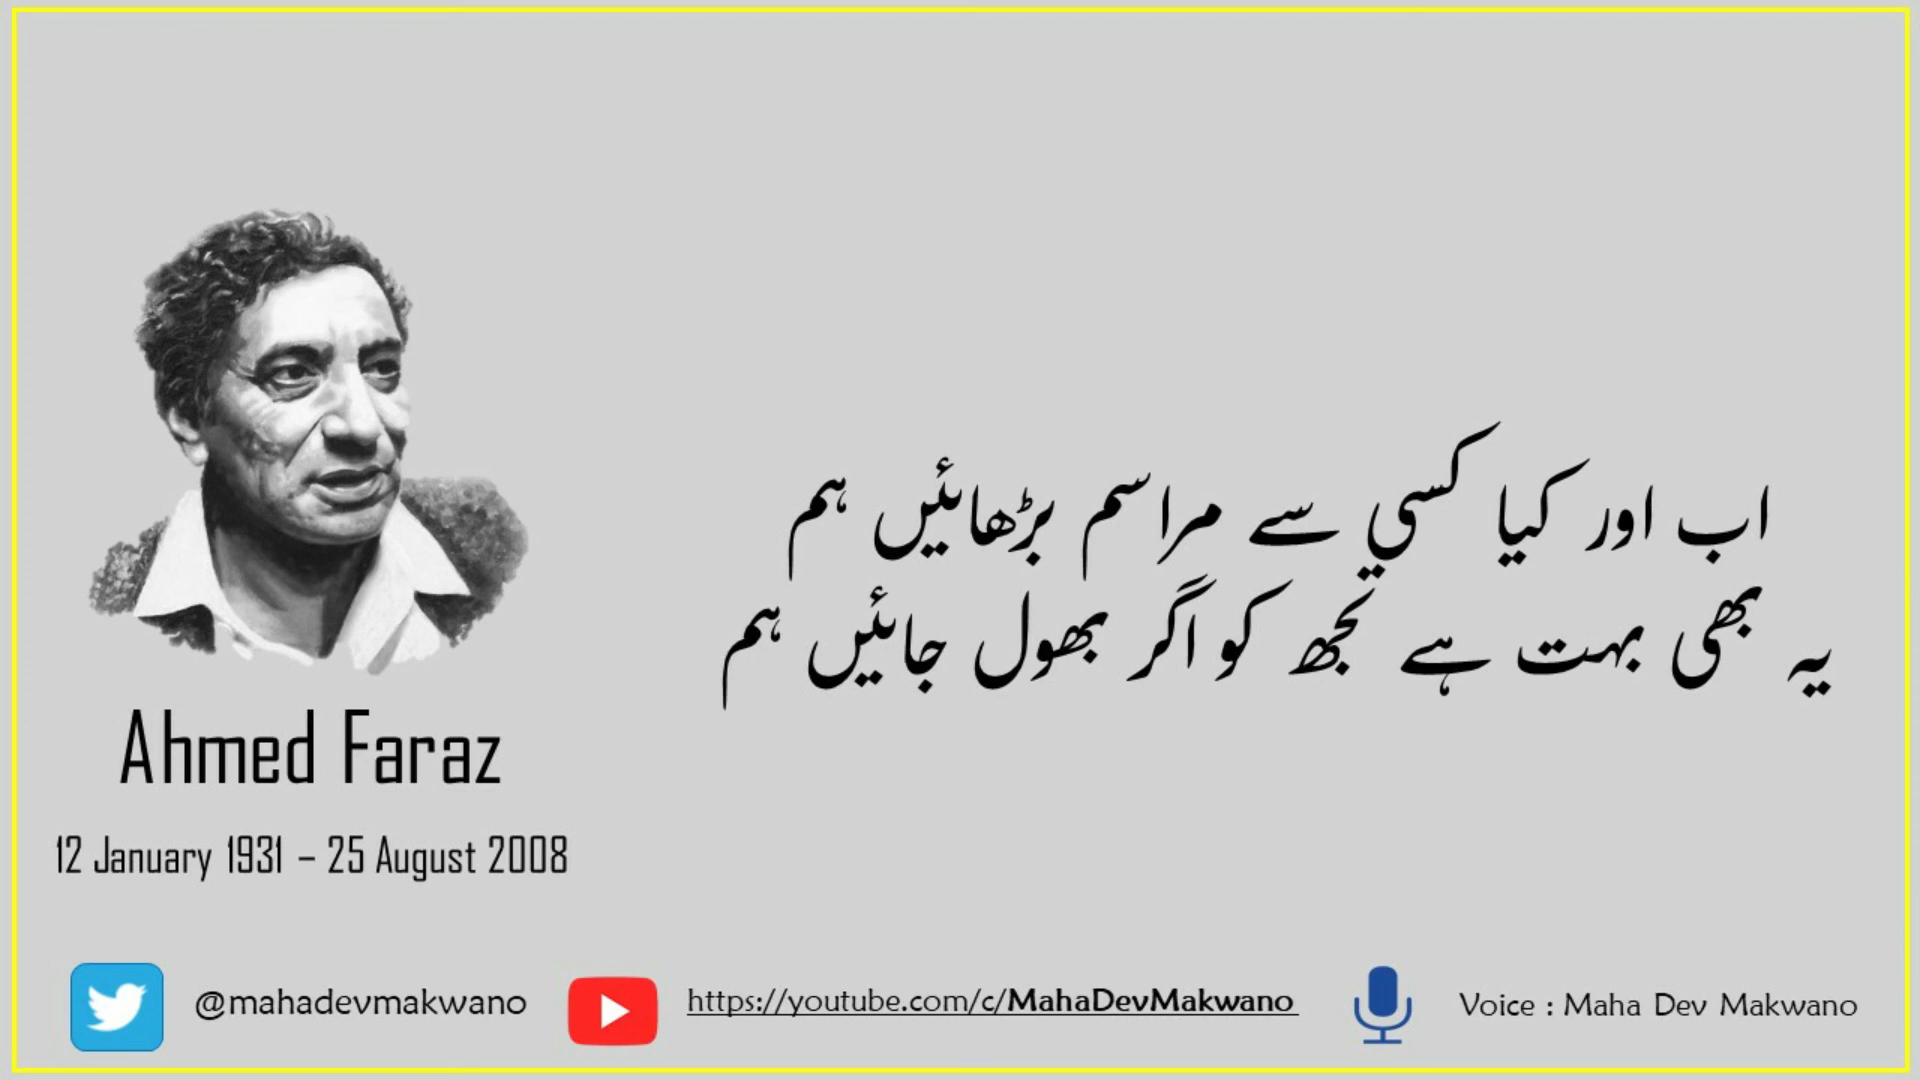 اب اور کیا کسی سے مراسم بڑھائیں ہم
یہ بھی بہت ہے تجھ کو اگر بھول جائیں ہم
Ahmed Faraz
12 January 1931 – 25 August 2008
@mahadevmakwano
https://youtube.com/c/MahaDevMakwano
Voice : Maha Dev Makwano